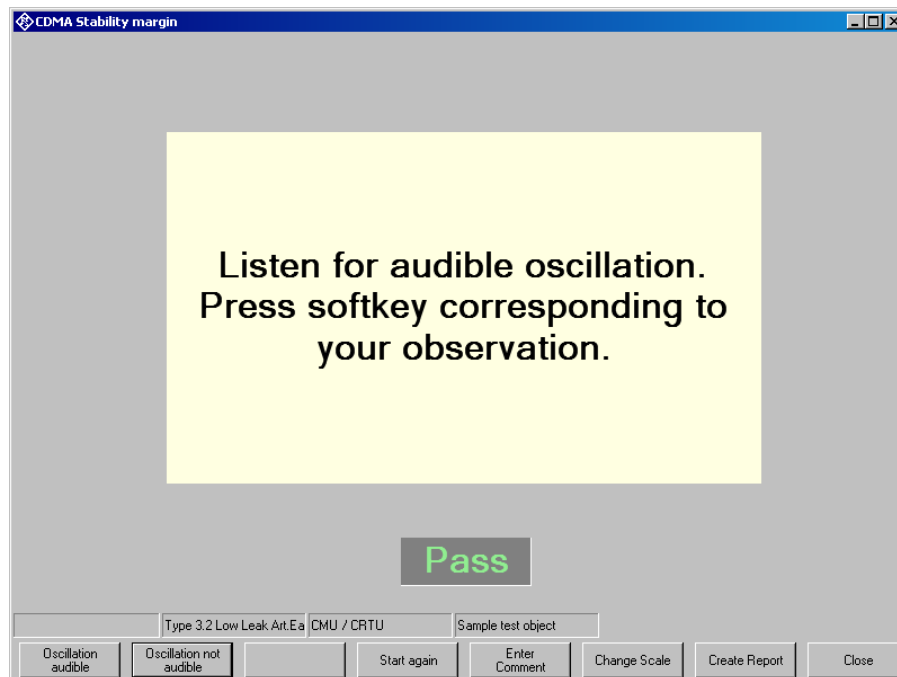 CDMA Stability margin
Listen for audible oscillation.
Press softkey corresponding to
your observation.
Pass
Type 3.2 Low Leak Art.Ea
CMU / CRTU
Sample test object
Oscillation
audible
Oscillation not
audible
Start again
Enter
Comment
Change Scale
Create Report
Close